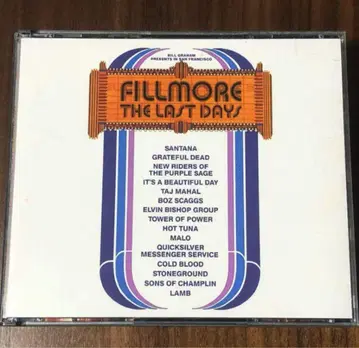 BILL GRAHAM
PRESENTS IN SAN FRANCISCO
FILLMORE
THE LAST DAYS
SANTANA
GRATEFUL DEAD
NEW RIDERS OF
THE PURPLE SAGE
IT'S A BEAUTIFUL DAY
TAJ MAHAL
BOZ SCAGGS
ELVIN BISHOP GROUP
TOWER OF POWER
HOT TUNA
MALO
QUICKSILVER
MESSENGER SERVICE
COLD BLOOD
STONEGROUND
SONS OF CHAMPLIN
LAMB